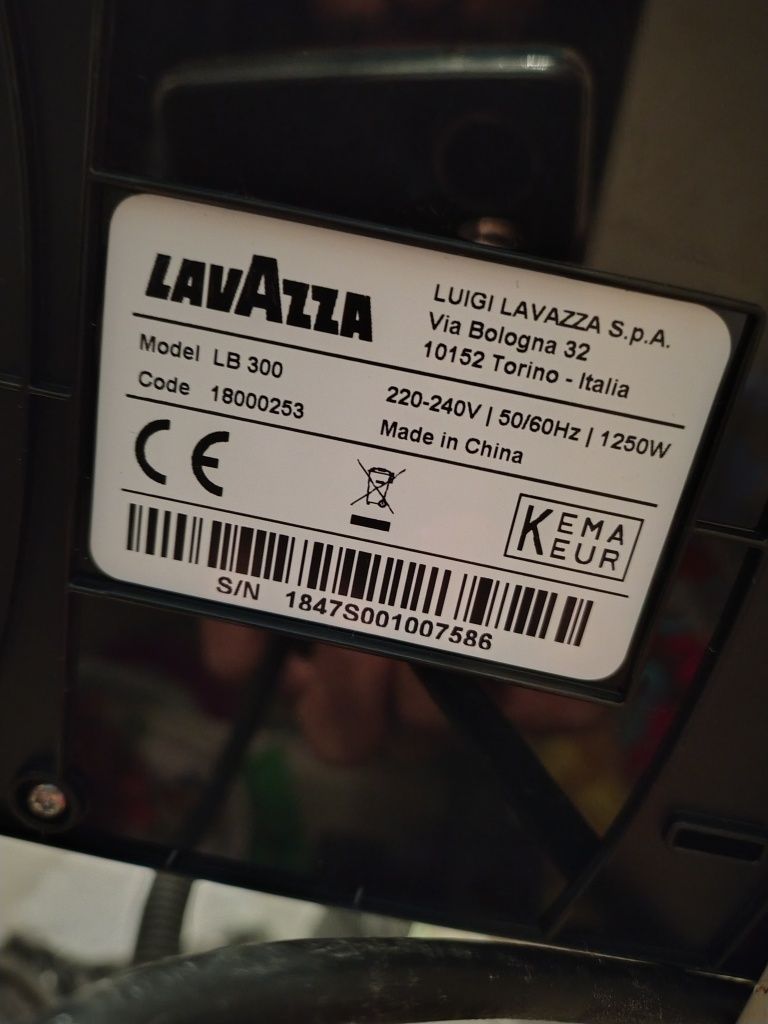 LAVAZZA
LUIGI LAVAZZA S.p.A.
Via Bologna 32
10152 Torino - Italia
Model LB 300
Code 18000253
220-240V | 50/60Hz | 1250W
Made in China
CE
KEMA
EUR
S/N 1847S001007586